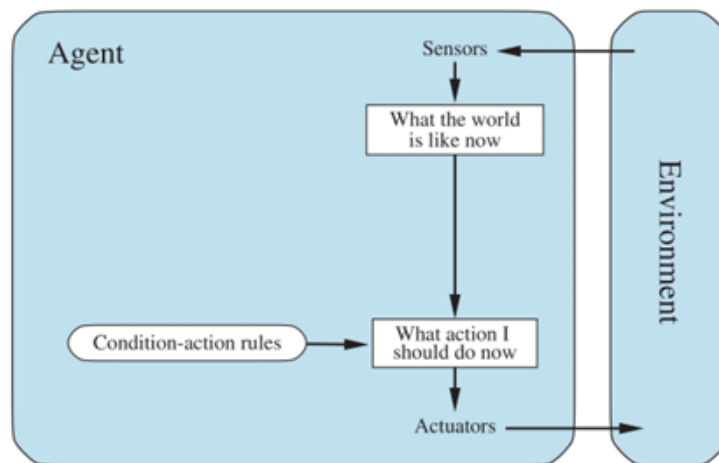 Agent
Sensors
What the world
is like now
Environment
Condition-action rules
What action I
should do now
Actuators